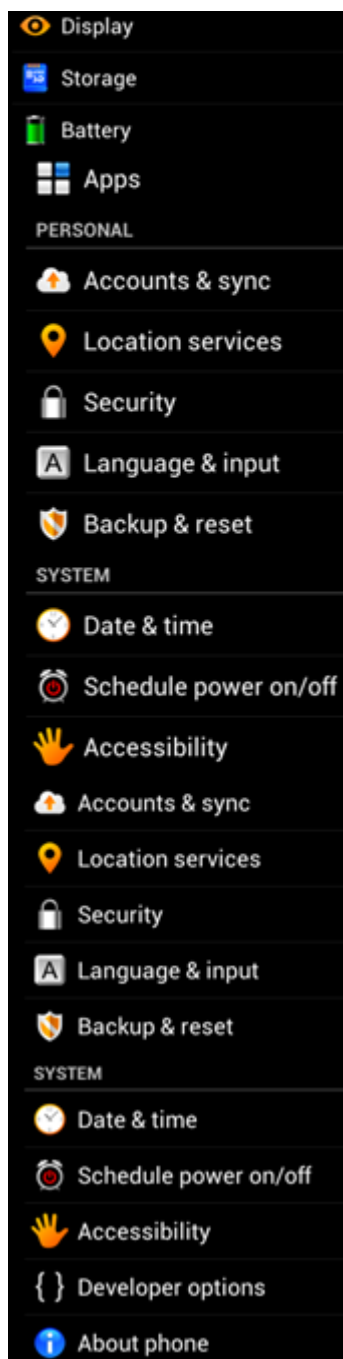 Display
Storage
Battery
Apps
PERSONAL
Accounts & sync
Location services
Security
Language & input
Backup & reset
SYSTEM
Date & time
Schedule power on/off
Accessibility
Accounts & sync
Location services
Security
Language & input
Backup & reset
SYSTEM
Date & time
Schedule power on/off
Accessibility
Developer options
About phone